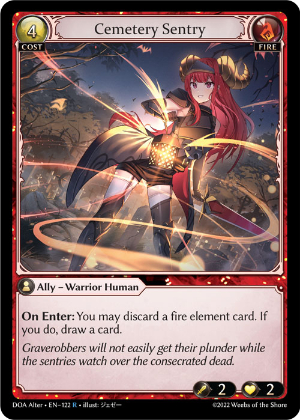 4
Cemetery Sentry
COST
FIRE
Ally – Warrior Human
On Enter: You may discard a fire element card. If
you do, draw a card.
Graverobbers will not easily get their plunder while
the sentries watch over the consecrated dead.
2
2
DOA Alter • EN-122 R • illust: ジェゼー
©2022 Weebs of the Shore